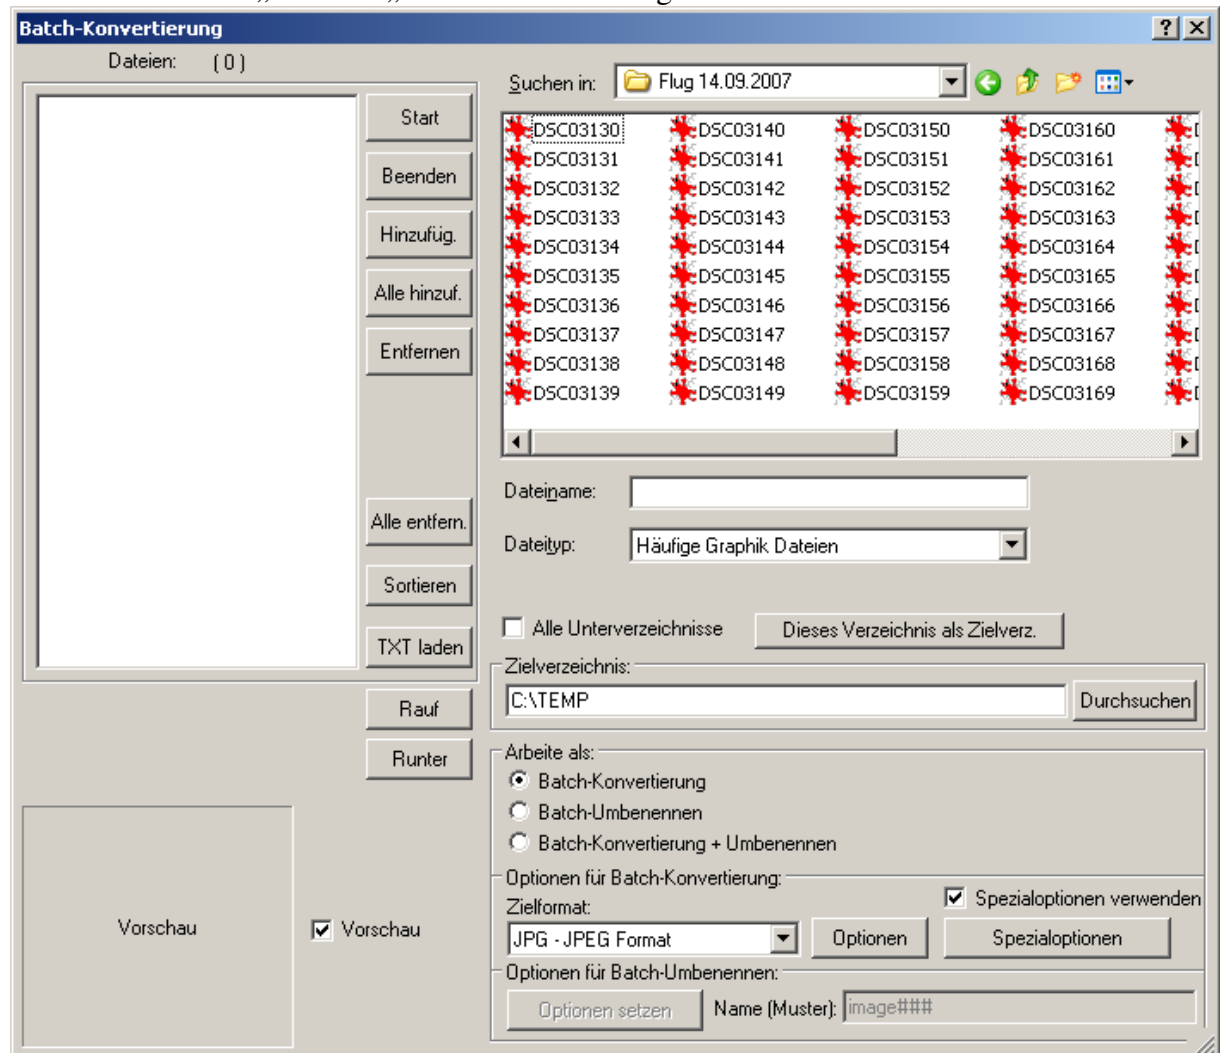 Batch-Konvertierung
Dateien: ( 0 )
Start
Beenden
Hinzufüg.
Alle hinzuf.
Entfernen
Alle entfern.
Sortieren
TXT laden
Rauf
Runter
Vorschau
Vorschau
Suchen in: Flug 14.09.2007
DSC03130 DSC03140 DSC03150 DSC03160
DSC03131 DSC03141 DSC03151 DSC03161
DSC03132 DSC03142 DSC03152 DSC03162
DSC03133 DSC03143 DSC03153 DSC03163
DSC03134 DSC03144 DSC03154 DSC03164
DSC03135 DSC03145 DSC03155 DSC03165
DSC03136 DSC03146 DSC03156 DSC03166
DSC03137 DSC03147 DSC03157 DSC03167
DSC03138 DSC03148 DSC03158 DSC03168
DSC03139 DSC03149 DSC03159 DSC03169
Dateiname:
Dateityp: Häufige Graphik Dateien
Alle Unterverzeichnisse Dieses Verzeichnis als Zielverz.
Zielverzeichnis:
C:\TEMP Durchsuchen
Arbeite als:
Batch-Konvertierung
Batch-Umbenennen
Batch-Konvertierung + Umbenennen
Optionen für Batch-Konvertierung:
Spezialoptionen verwenden
Zielformat:
JPG - JPEG Format Optionen Spezialoptionen
Optionen für Batch-Umbenennen:
Optionen setzen Name (Muster): image###